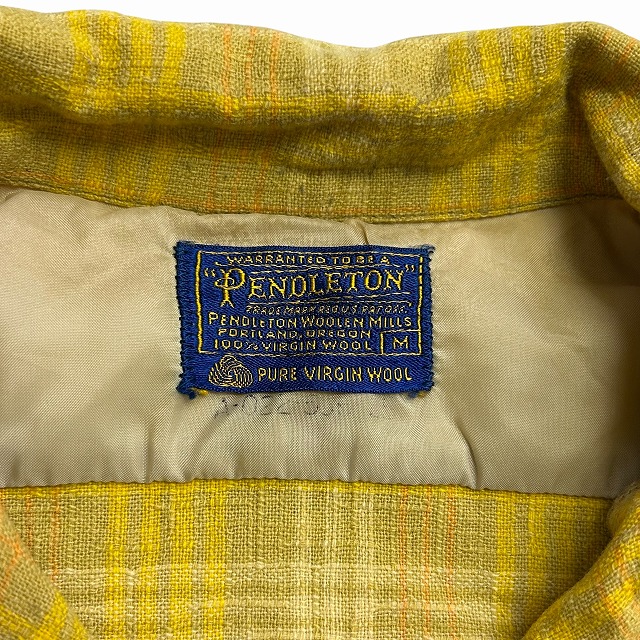 WARRANTED TO BE A
"PENDLETON"
TRADE MARK REG. U.S. PAT. OFF.
PENDLETON WOOLEN MILLS
PORTLAND, OREGON
100% VIRGIN WOOL M
PURE VIRGIN WOOL